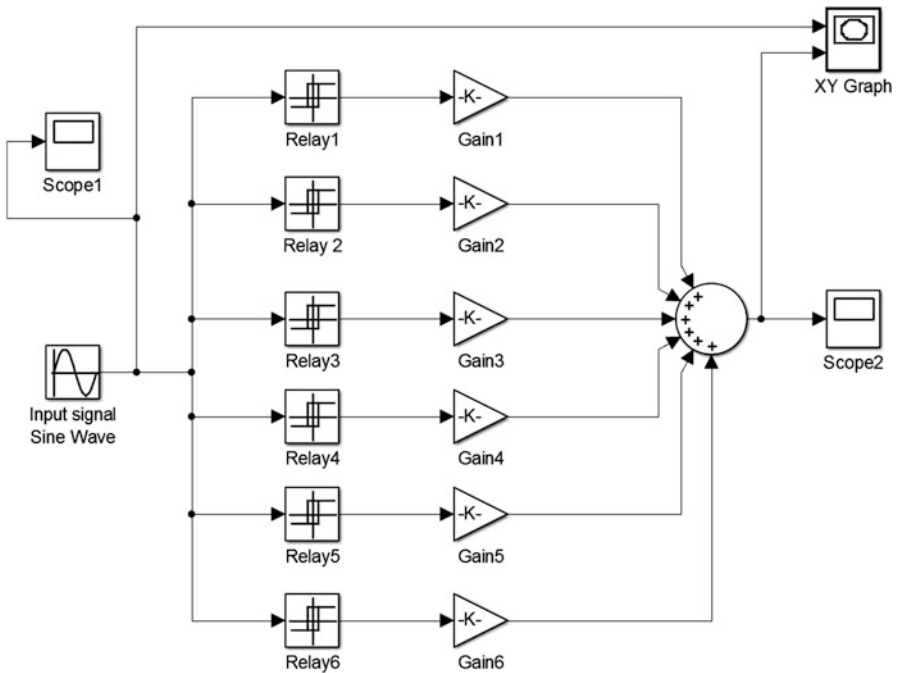 XY Graph
-K-
Relay1
Gain1
Scope1
-K-
Relay 2
Gain2
+
+
+
+
+
+
-K-
Relay3
Gain3
Scope2
Input signal
Sine Wave
-K-
Relay4
Gain4
-K-
Relay5
Gain5
-K-
Relay6
Gain6